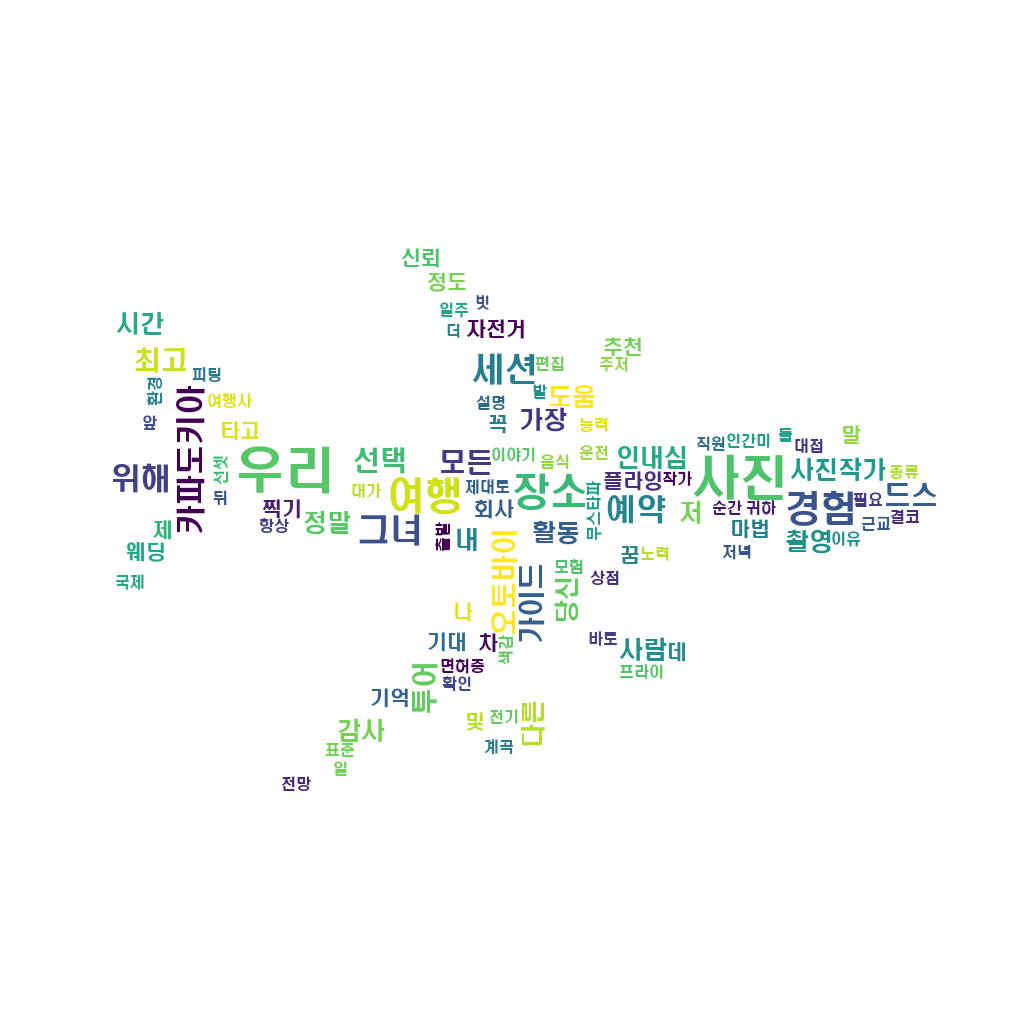 신뢰
정도
일주
빗
더
자전거
시간
추천
최고
세션
편집
주저
피팅
환경
여행사
설명
발
도움
앞
카파도키아
타고
꼭
가장
능력
직원
인간미
돌
대접
말
우리
선택
모든
이야기
음식
운전
인내심
사진
사진작가
종류
위해
선셋
뒤
대가
여행
제대로
장소
플라잉
작가
경험
필요
드스
찍기
항상
정말
그녀
회사
무스타파
예약
저
순간
귀하
근교
결코
제
출발
내
활동
마법
촬영
이유
웨딩
오토바이
꿈
노력
저녁
국제
가이드
모험
당신
상점
나
기대
차
색감
바로
사람
데
면허증
확인
프라이
투어
기억
감사
및
전기
다른
표준
계곡
일
전망